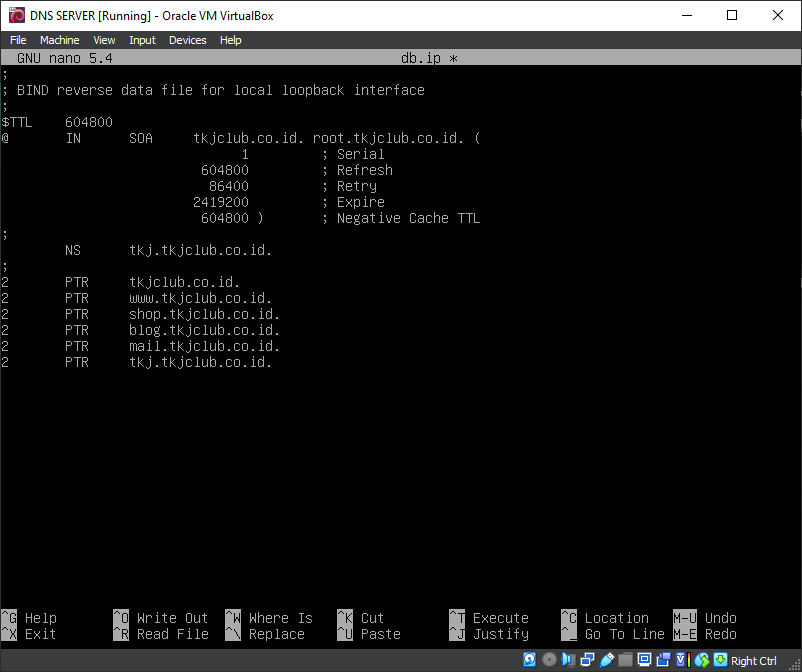 DNS SERVER [Running] - Oracle VM VirtualBox
File Machine View Input Devices Help
GNU nano 5.4 db.ip *
;
; BIND reverse data file for local loopback interface
;
$TTL 604800
@ IN SOA tkjclub.co.id. root.tkjclub.co.id. (
1 ; Serial
604800 ; Refresh
86400 ; Retry
2419200 ; Expire
604800 ) ; Negative Cache TTL
;
NS tkj.tkjclub.co.id.
;
2 PTR tkjclub.co.id.
2 PTR www.tkjclub.co.id.
2 PTR shop.tkjclub.co.id.
2 PTR blog.tkjclub.co.id.
2 PTR mail.tkjclub.co.id.
2 PTR tkj.tkjclub.co.id.
^G Help ^O Write Out ^W Where Is ^K Cut ^T Execute ^C Location M-U Undo
^X Exit ^R Read File ^\ Replace ^U Paste ^J Justify ^_ Go To Line M-E Redo
Right Ctrl